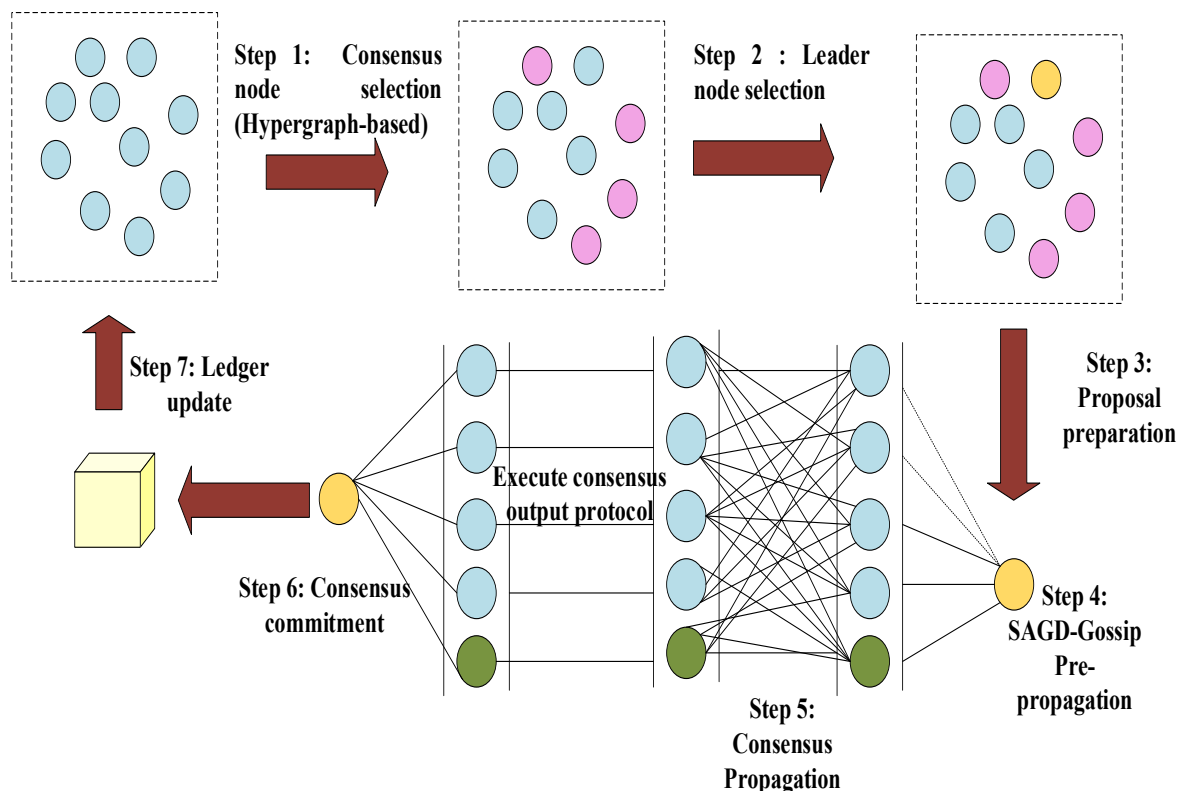 Step 1: Consensus
node selection
(Hypergraph-based)
Step 2 : Leader
node selection
Step 3:
Proposal
preparation
Step 4:
SAGD-Gossip
Pre-
propagation
Step 5:
Consensus
Propagation
Execute consensus
output protocol
Step 6: Consensus
commitment
Step 7: Ledger
update